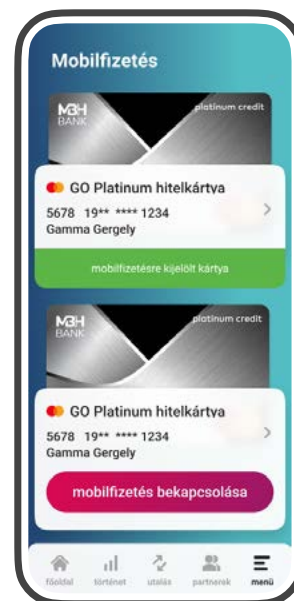 Mobilfizetés
MBH
BANK
platinum credit
GO Platinum hitelkártya
5678 19** **** 1234
Gamma Gergely
mobilfizetésre kijelölt kártya
MBH
BANK
platinum credit
GO Platinum hitelkártya
5678 19** **** 1234
Gamma Gergely
mobilfizetés bekapcsolása
főoldal történet utalás partnerek menü